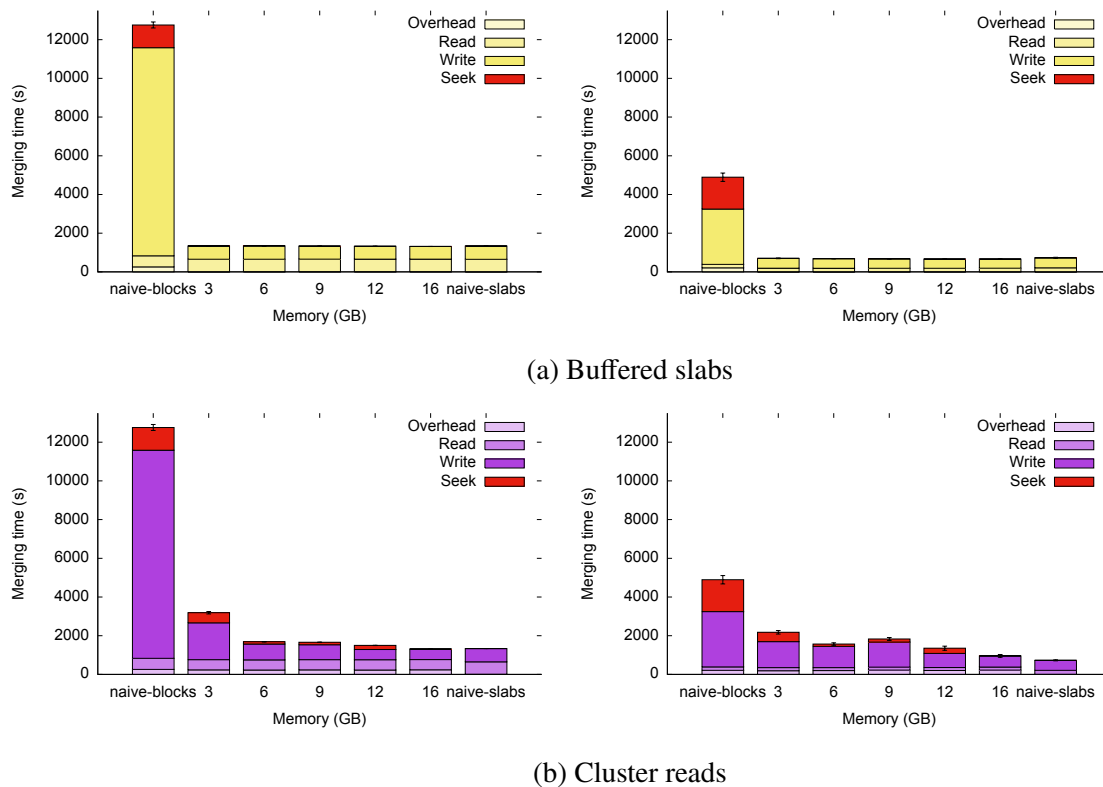 Merging time (s)
12000
10000
8000
6000
4000
2000
0
Overhead
Read
Write
Seek
naive-blocks 3 6 9 12 16 naive-slabs
Memory (GB)
Merging time (s)
12000
10000
8000
6000
4000
2000
0
Overhead
Read
Write
Seek
naive-blocks 3 6 9 12 16 naive-slabs
Memory (GB)
(a) Buffered slabs
Merging time (s)
12000
10000
8000
6000
4000
2000
0
Overhead
Read
Write
Seek
naive-blocks 3 6 9 12 16 naive-slabs
Memory (GB)
Merging time (s)
12000
10000
8000
6000
4000
2000
0
Overhead
Read
Write
Seek
naive-blocks 3 6 9 12 16 naive-slabs
Memory (GB)
(b) Cluster reads